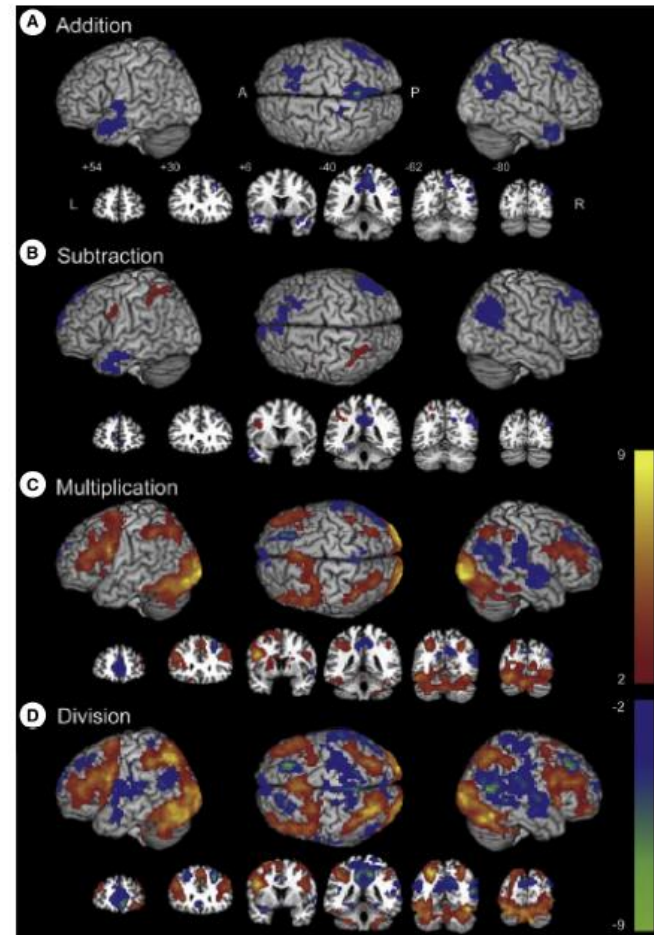 A Addition
A P
+54 +30 +6 -40 -62 -80
L R
B Subtraction
C Multiplication
9
2
D Division
-2
-9